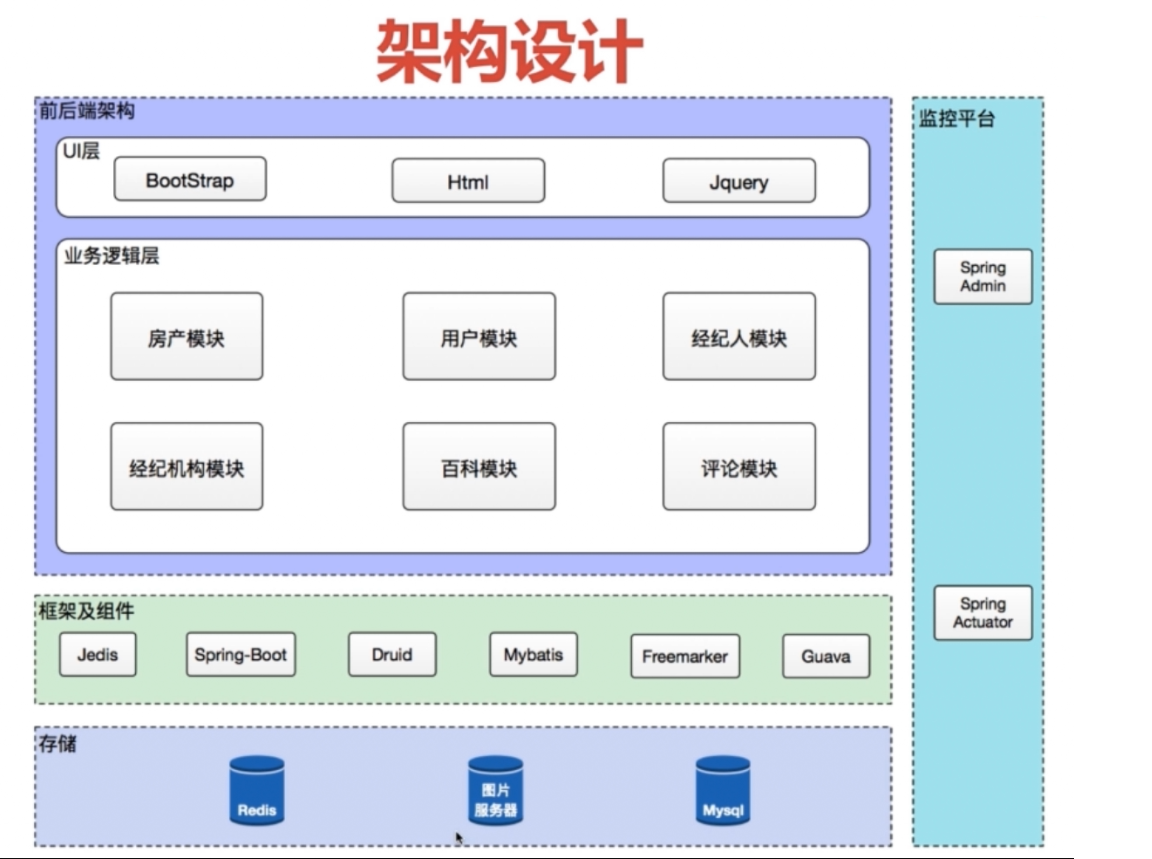 架构设计
前后端架构
UI层
BootStrap
Html
Jquery
业务逻辑层
房产模块
用户模块
经纪人模块
经纪机构模块
百科模块
评论模块
框架及组件
Jedis
Spring-Boot
Druid
Mybatis
Freemarker
Guava
存储
Redis
图片
服务器
Mysql
监控平台
Spring
Admin
Spring
Actuator